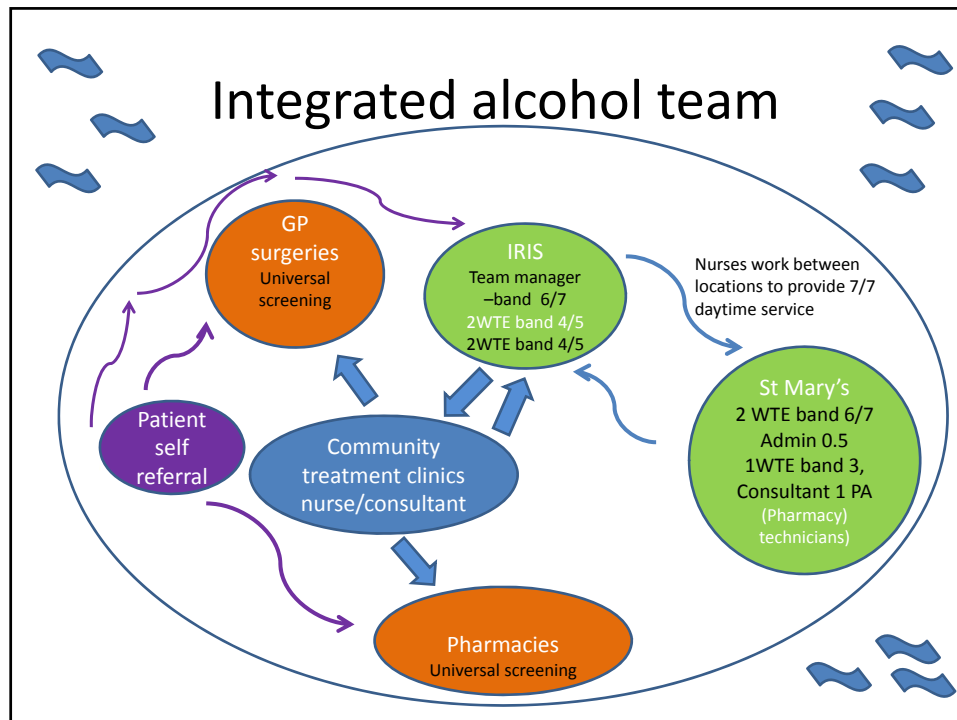 Integrated alcohol team
GP
surgeries
Universal
screening
IRIS
Team manager
–band 6/7
2WTE band 4/5
2WTE band 4/5
Nurses work between
locations to provide 7/7
daytime service
St Mary's
2 WTE band 6/7
Admin 0.5
1WTE band 3,
Consultant 1 PA
(Pharmacy)
technicians)
Patient
self
referral
Community
treatment clinics
nurse/consultant
Pharmacies
Universal screening